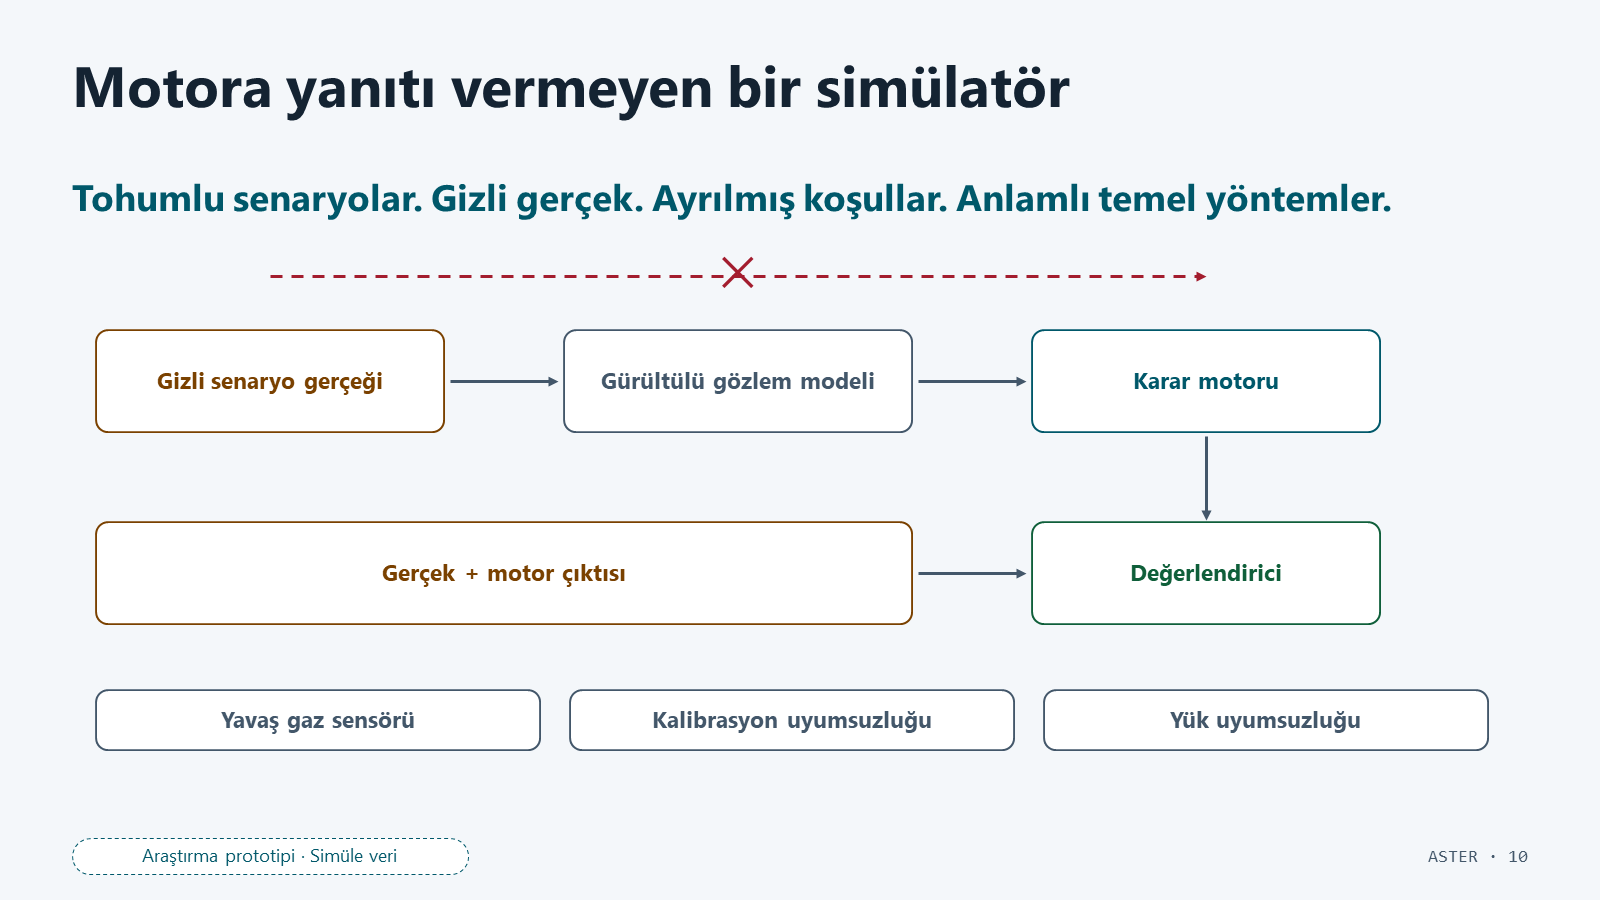 Motora yanıtı vermeyen bir simülatör
Tohumlu senaryolar. Gizli gerçek. Ayrılmış koşullar. Anlamlı temel yöntemler.
Gizli senaryo gerçeği
Gürültülü gözlem modeli
Karar motoru
Gerçek + motor çıktısı
Değerlendirici
Yavaş gaz sensörü
Kalibrasyon uyumsuzluğu
Yük uyumsuzluğu
Araştırma prototipi · Simüle veri
ASTER · 10